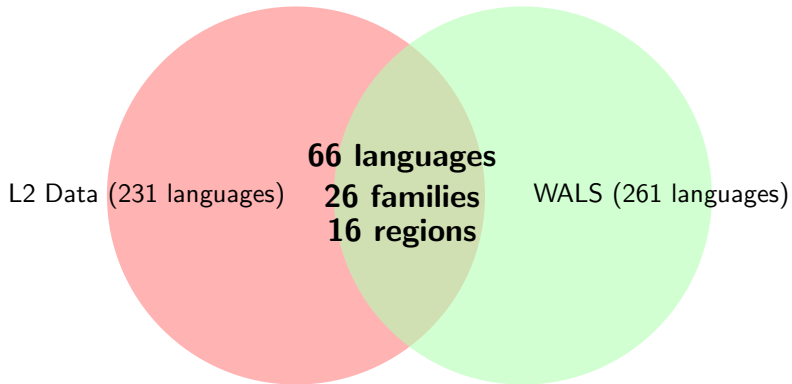 66 languages
L2 Data (231 languages)
26 families
WALS (261 languages)
16 regions